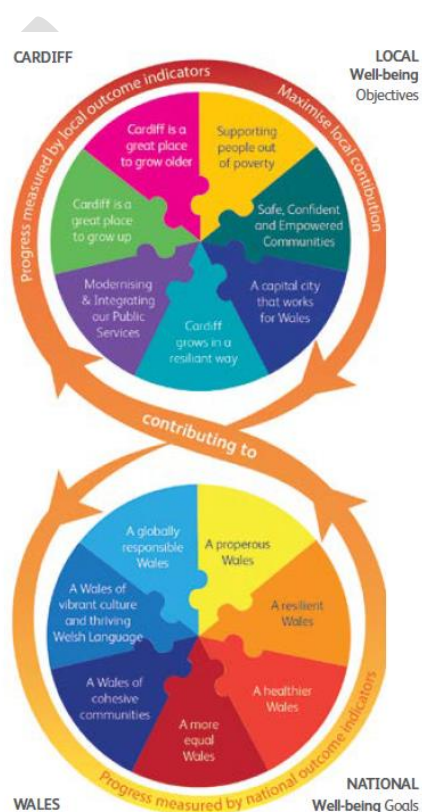 CARDIFF
LOCAL
Well-being
Objectives
Progress measured by local outcome indicators
Maximise local contibution
Cardiff is a
great place
to grow older
Supporting
people out
of poverty
Cardiff is a
great place
to grow up
Safe, Confident
and Empowered
Communities
Modernising
& Integrating
our Public
Services
Cardiff
grows in a
resiliant way
A capital city
that works
for Wales
contributing to
A globally
responsible
Wales
A properous
Wales
A Wales of
vibrant culture
and thriving
Welsh Language
A resilient
Wales
A Wales of
cohesive
communities
A more
equal
Wales
A healthier
Wales
Progress measured by national outcome indicators
WALES
NATIONAL
Well-being Goals